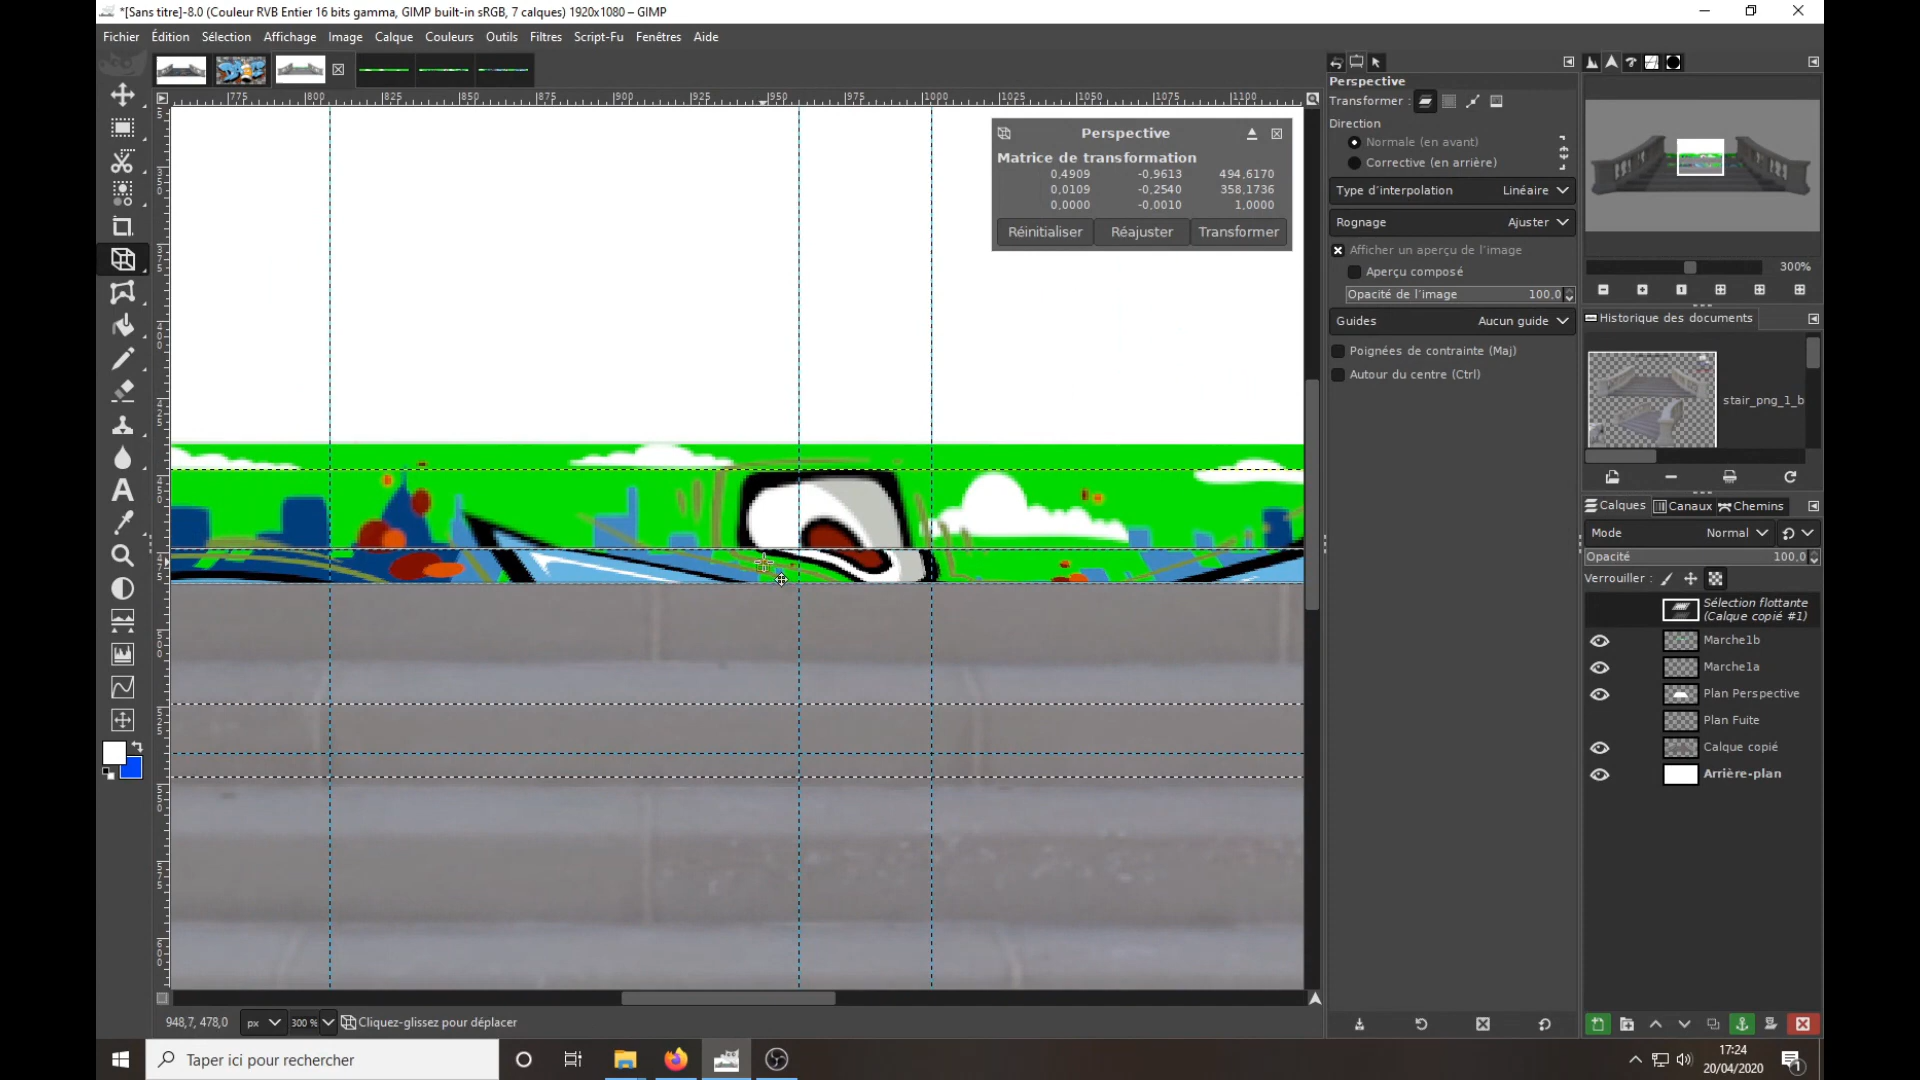 *[Sans titre]-8.0 (Couleur RVB Entier 16 bits gamma, GIMP built-in sRGB, 7 calques) 1920x1080 – GIMP
Fichier Édition Sélection Affichage Image Calque Couleurs Outils Filtres Script-Fu Fenêtres Aide
775 800 825 850 875 900 925 950 975 1000 1025 1050 1075 1100
Perspective
Matrice de transformation
0,4909 -0,9613 494,6170
0,0109 -0,2540 358,1736
0,0000 -0,0010 1,0000
Réinitialiser Réajuster Transformer
Perspective
Transformer :
Direction
Normale (en avant)
Corrective (en arrière)
Type d'interpolation Linéaire
Rognage Ajuster
Afficher un aperçu de l'image
Aperçu composé
Opacité de l'image 100,0
Guides Aucun guide
Poignées de contrainte (Maj)
Autour du centre (Ctrl)
300%
Historique des documents
stair_png_1_b
Calques Canaux Chemins
Mode Normal
Opacité 100,0
Verrouiller :
Sélection flottante
(Calque copié #1)
Marche1b
Marche1a
Plan Perspective
Plan Fuite
Calque copié
Arrière-plan
948,7, 478,0 px 300 % Cliquez-glissez pour déplacer
Taper ici pour rechercher
17:24
20/04/2020
1